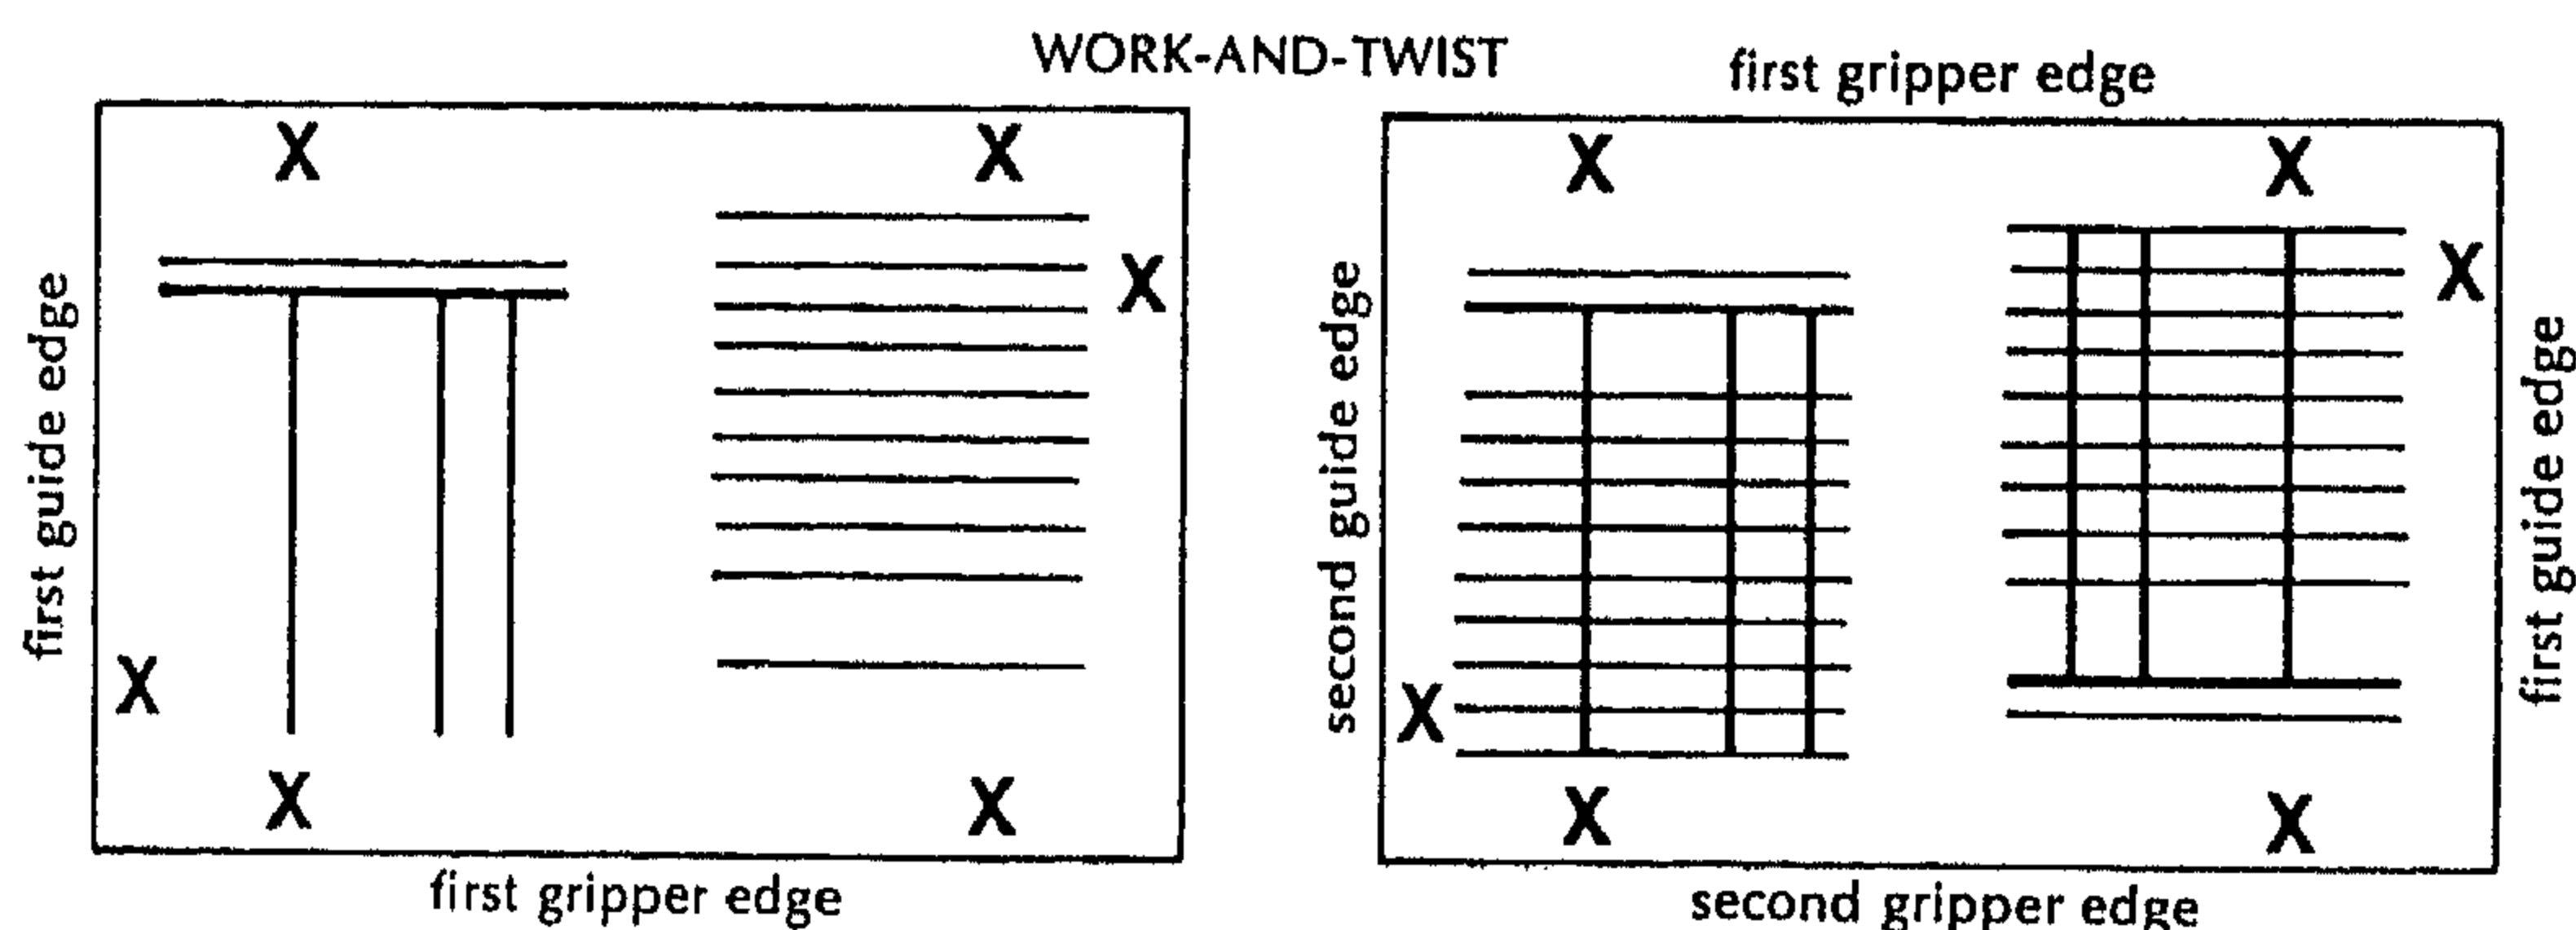 WORK-AND-TWIST
first guide edge
X
X
X
X
X
X
first gripper edge
first gripper edge
second guide edge
X
X
X
X
X
X
first guide edge
second gripper edge